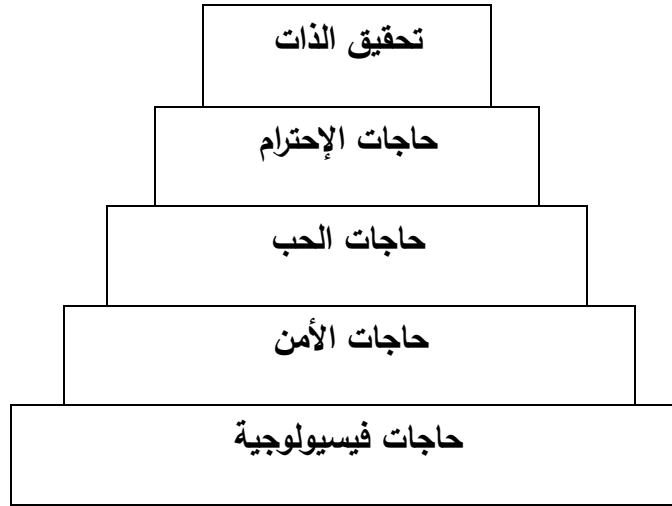 تحقيق الذات
حاجات الإحترام
حاجات الحب
حاجات الأمن
حاجات فيسيولوجية